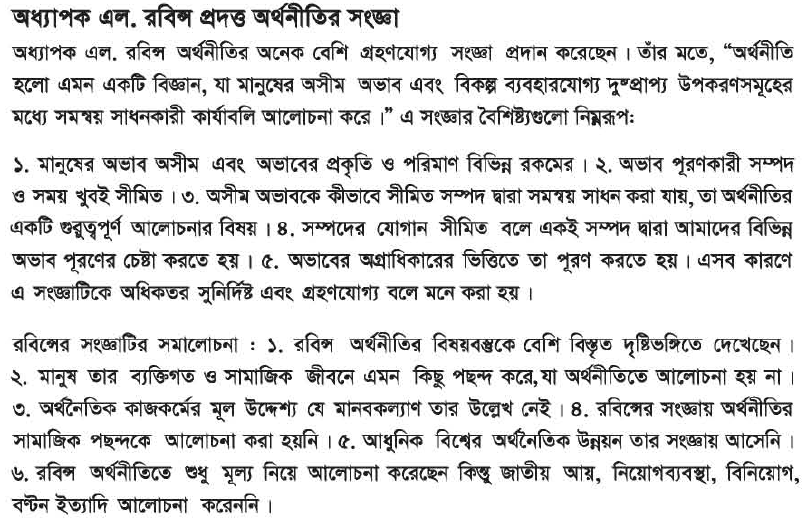 অধ্যাপক এল. রবিন্স প্রদত্ত অর্থনীতির সংজ্ঞা
অধ্যাপক এল. রবিন্স অর্থনীতির অনেক বেশি গ্রহণযোগ্য সংজ্ঞা প্রদান করেছেন। তাঁর মতে, “অর্থনীতি
হলো এমন একটি বিজ্ঞান, যা মানুষের অসীম অভাব এবং বিকল্প ব্যবহারযোগ্য দুষ্প্রাপ্য উপকরণসমূহের
মধ্যে সমন্বয় সাধনকারী কার্যাবলি আলোচনা করে।” এ সংজ্ঞার বৈশিষ্ট্যগুলো নিম্নরূপ:
১. মানুষের অভাব অসীম এবং অভাবের প্রকৃতি ও পরিমাণ বিভিন্ন রকমের। ২. অভাব পূরণকারী সম্পদ
ও সময় খুবই সীমিত। ৩. অসীম অভাবকে কীভাবে সীমিত সম্পদ দ্বারা সমন্বয় সাধন করা যায়, তা অর্থনীতির
একটি গুরুত্বপূর্ণ আলোচনার বিষয়। ৪. সম্পদের যোগান সীমিত বলে একই সম্পদ দ্বারা আমাদের বিভিন্ন
অভাব পূরণের চেষ্টা করতে হয়। ৫. অভাবের অগ্রাধিকারের ভিত্তিতে তা পূরণ করতে হয়। এসব কারণে
এ সংজ্ঞাটিকে অধিকতর সুনির্দিষ্ট এবং গ্রহণযোগ্য বলে মনে করা হয়।
রবিন্সের সংজ্ঞাটির সমালোচনা : ১. রবিন্স অর্থনীতির বিষয়বস্তুকে বেশি বিস্তৃত দৃষ্টিভঙ্গিতে দেখেছেন।
২. মানুষ তার ব্যক্তিগত ও সামাজিক জীবনে এমন কিছু পছন্দ করে, যা অর্থনীতিতে আলোচনা হয় না।
৩. অর্থনৈতিক কাজকর্মের মূল উদ্দেশ্য যে মানবকল্যাণ তার উল্লেখ নেই। ৪. রবিন্সের সংজ্ঞায় অর্থনীতির
সামাজিক পছন্দকে আলোচনা করা হয়নি। ৫. আধুনিক বিশ্বের অর্থনৈতিক উন্নয়ন তার সংজ্ঞায় আসেনি।
৬. রবিন্স অর্থনীতিতে শুধু মূল্য নিয়ে আলোচনা করেছেন কিন্তু জাতীয় আয়, নিয়োগব্যবস্থা, বিনিয়োগ,
বণ্টন ইত্যাদি আলোচনা করেননি।